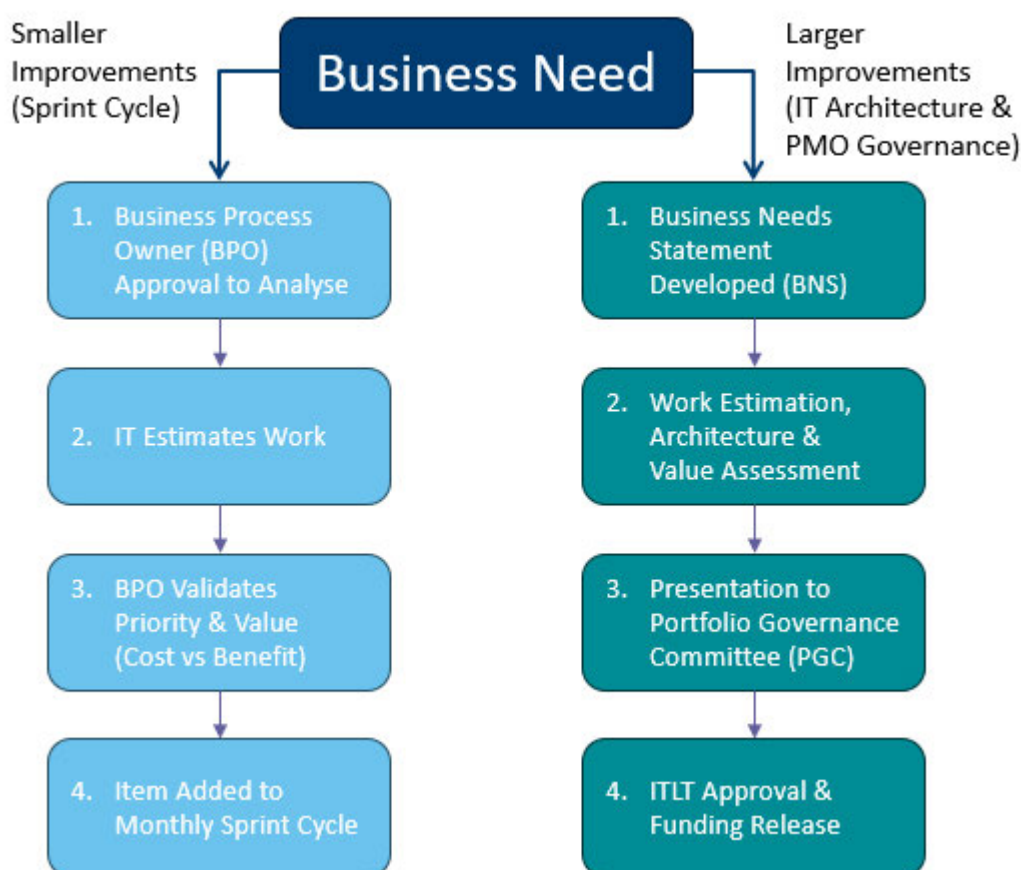 Smaller
Improvements
(Sprint Cycle)
Business Need
Larger
Improvements
(IT Architecture &
PMO Governance)
1. Business Process
Owner (BPO)
Approval to Analyse
2. IT Estimates Work
3. BPO Validates
Priority & Value
(Cost vs Benefit)
4. Item Added to
Monthly Sprint Cycle
1. Business Needs
Statement
Developed (BNS)
2. Work Estimation,
Architecture &
Value Assessment
3. Presentation to
Portfolio Governance
Committee (PGC)
4. ITLT Approval &
Funding Release